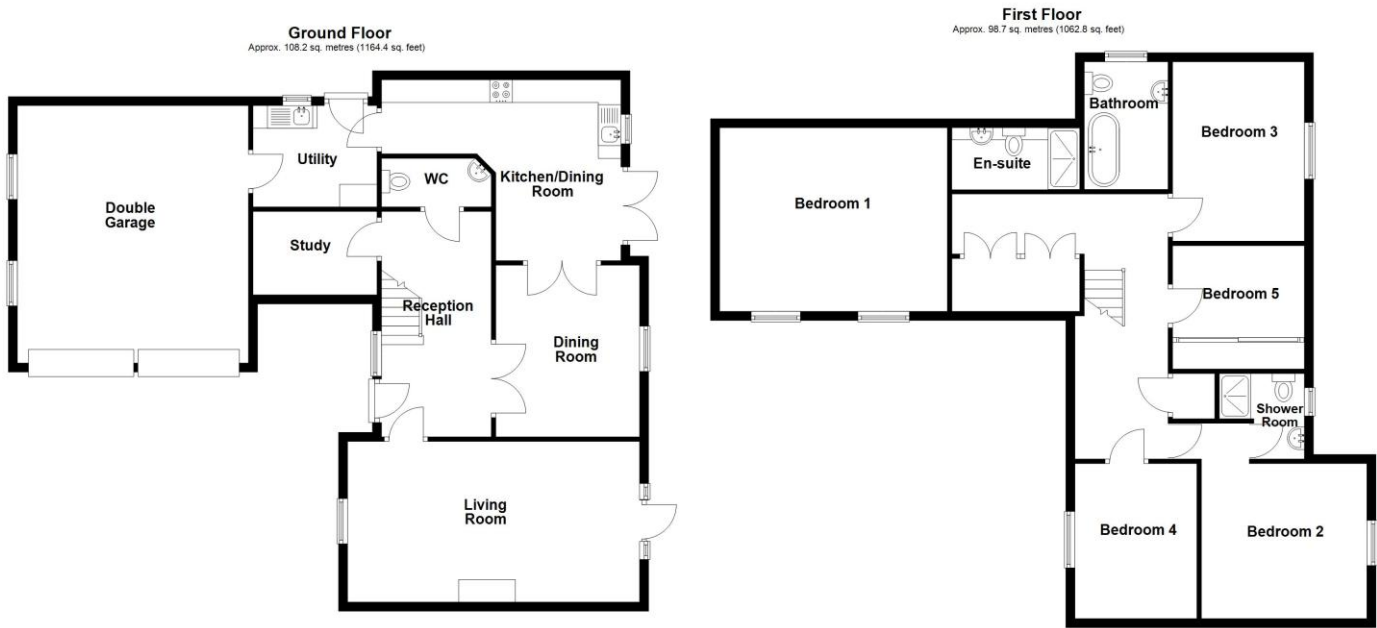 Ground Floor
Approx. 108.2 sq. metres (1164.4 sq. feet)
Utility
WC
Kitchen/Dining
Room
Double
Garage
Study
Reception
Hall
Dining
Room
Living
Room
First Floor
Approx. 98.7 sq. metres (1062.8 sq. feet)
Bathroom
Bedroom 3
En-suite
Bedroom 1
Bedroom 5
Shower
Room
Bedroom 4
Bedroom 2